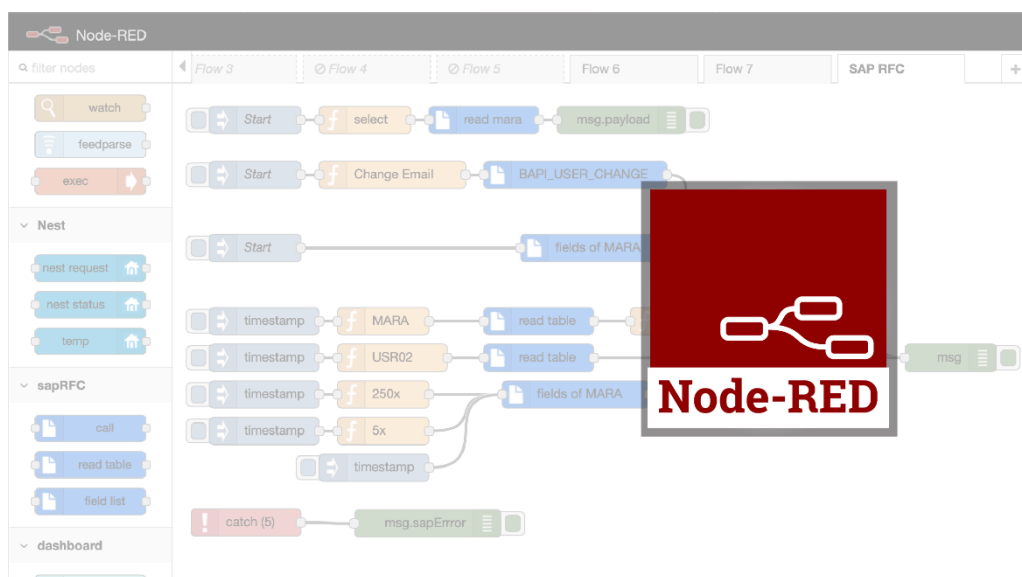 Node-RED
filter nodes
Flow 3
Flow 4
Flow 5
Flow 6
Flow 7
SAP RFC
+
watch
feedparse
exec
Nest
nest request
nest status
temp
sapRFC
call
read table
field list
dashboard
Start
f
select
read mara
msg.payload
Start
f
Change Email
BAPI_USER_CHANGE
Start
fields of MARA
timestamp
f
MARA
read table
timestamp
f
USR02
read table
msg
timestamp
f
250x
fields of MARA
timestamp
f
5x
timestamp
!
catch (5)
msg.sapErrror
Node-RED